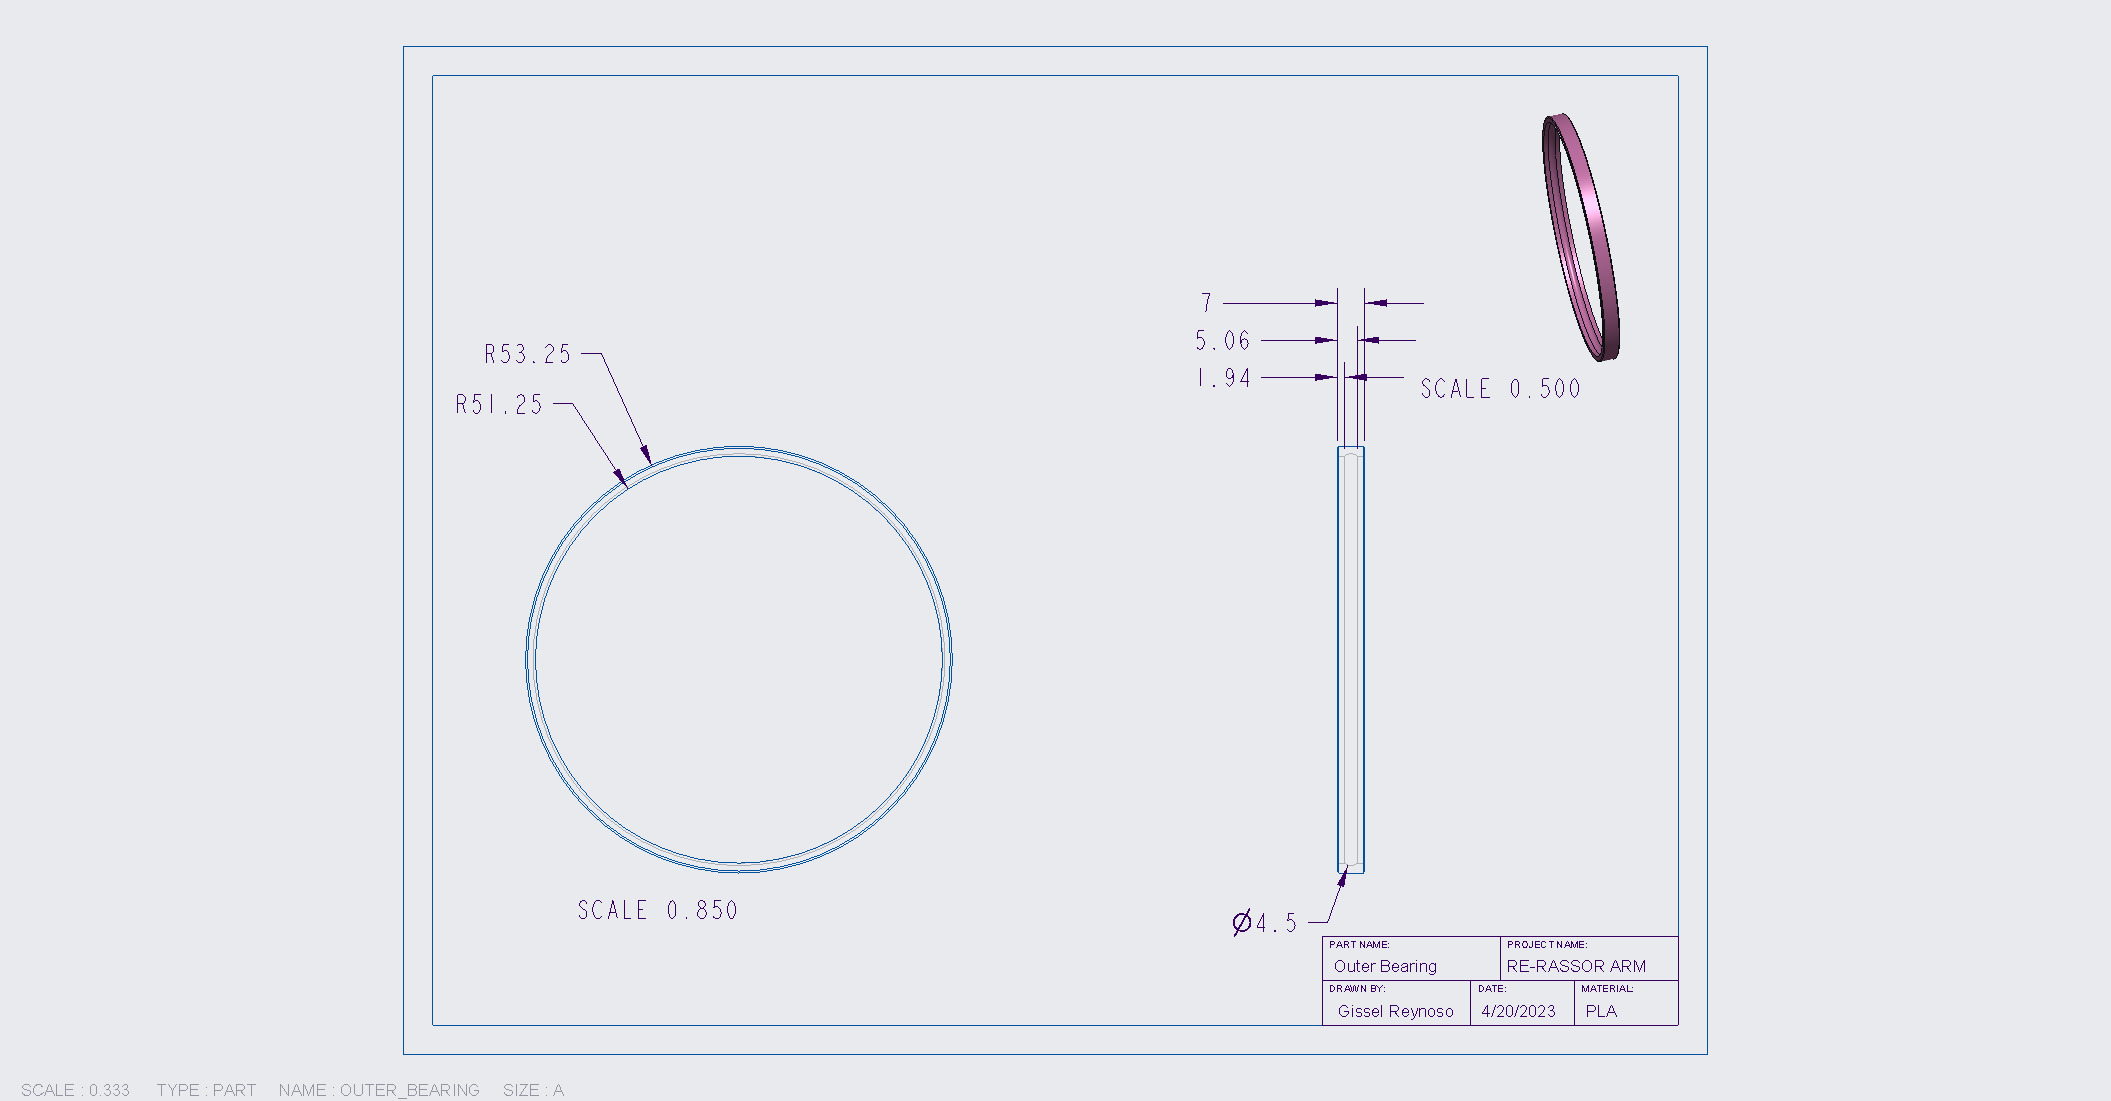 7
5.06
1.94
SCALE 0.500
R53.25
R51.25
SCALE 0.850
Ø4.5
PART NAME:
Outer Bearing
PROJECT NAME:
RE-RASSOR ARM
DRAWN BY:
Gissel Reynoso
DATE:
4/20/2023
MATERIAL:
PLA
SCALE : 0.333 TYPE : PART NAME : OUTER_BEARING SIZE : A